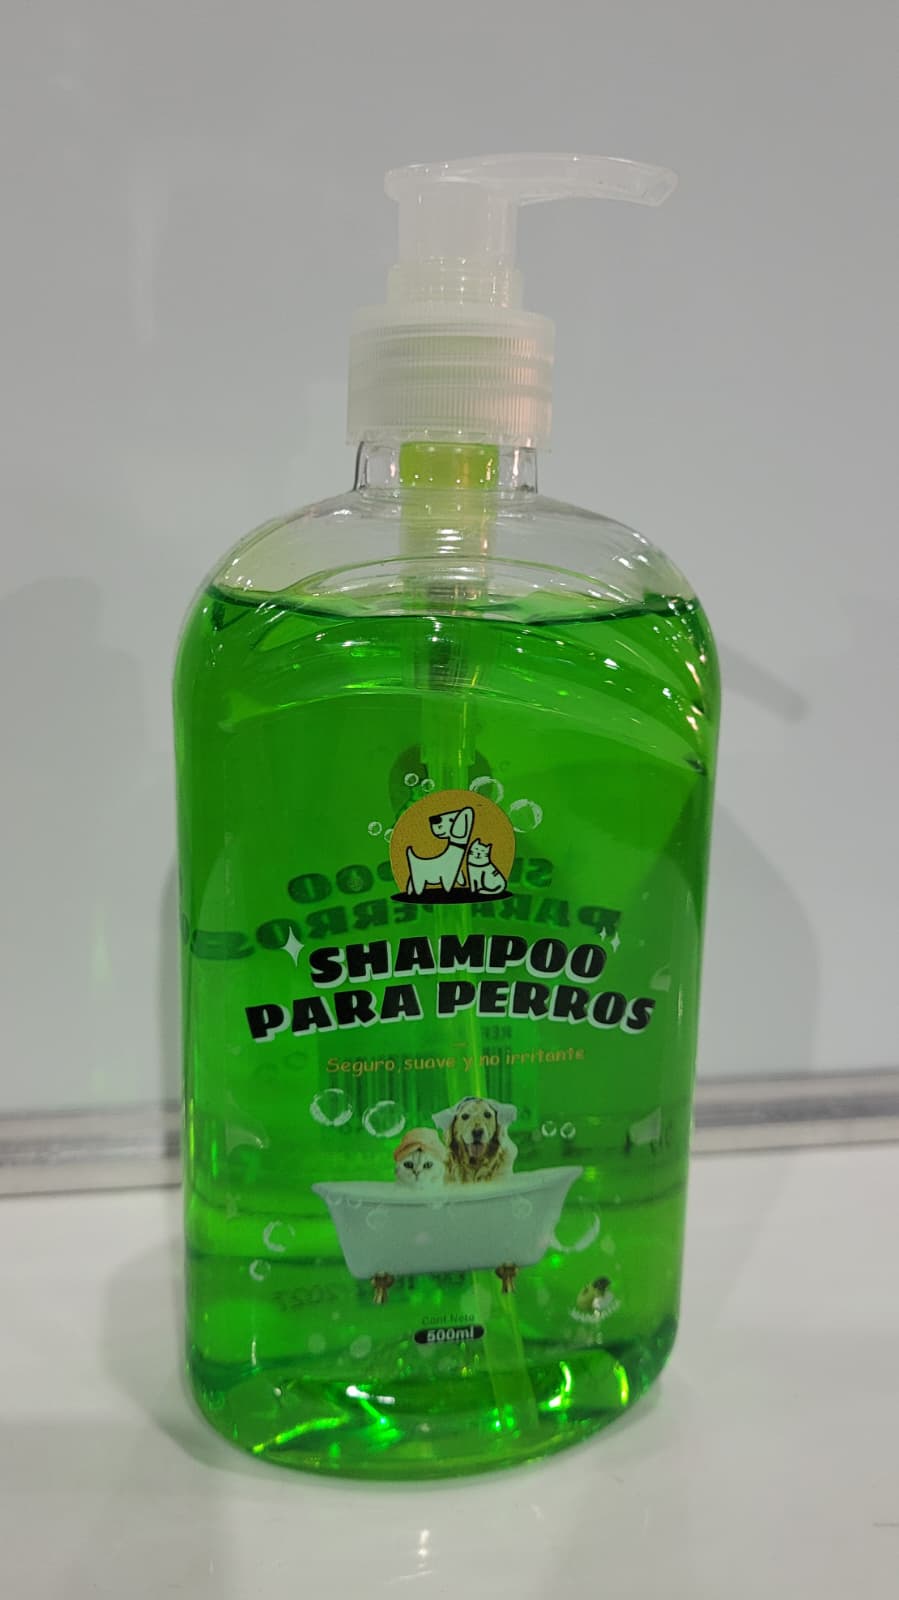 SHAMPOO
PARA PERROS
Seguro, suave y no irritante
Cont.Neto
500ml